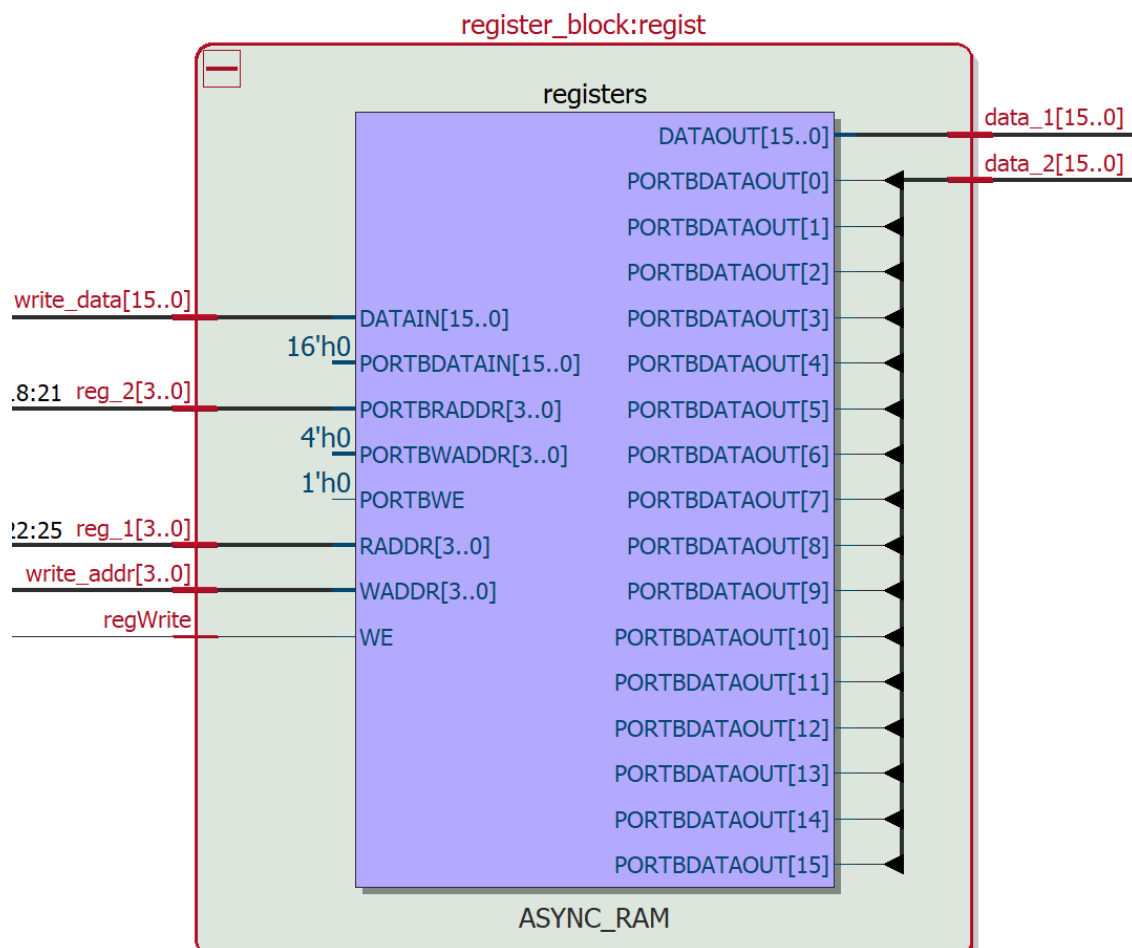 register_block:regist
registers
DATAOUT[15..0]
data_1[15..0]
PORTBDATAOUT[0]
data_2[15..0]
PORTBDATAOUT[1]
PORTBDATAOUT[2]
write_data[15..0]
DATAIN[15..0]
PORTBDATAOUT[3]
16'h0
PORTBDATAIN[15..0]
PORTBDATAOUT[4]
18:21 reg_2[3..0]
PORTBRADDR[3..0]
PORTBDATAOUT[5]
4'h0
PORTBWADDR[3..0]
PORTBDATAOUT[6]
1'h0
PORTBWE
PORTBDATAOUT[7]
22:25 reg_1[3..0]
RADDR[3..0]
PORTBDATAOUT[8]
write_addr[3..0]
WADDR[3..0]
PORTBDATAOUT[9]
regWrite
WE
PORTBDATAOUT[10]
PORTBDATAOUT[11]
PORTBDATAOUT[12]
PORTBDATAOUT[13]
PORTBDATAOUT[14]
PORTBDATAOUT[15]
ASYNC_RAM